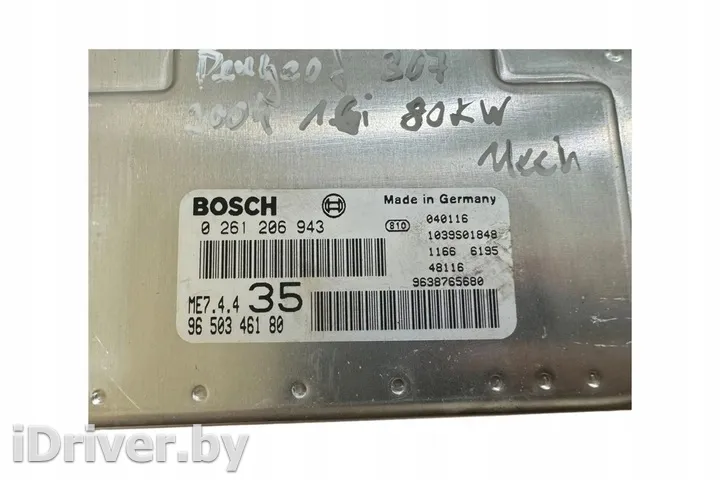 Peugeot 307
2004 1.6i 80KW
Mech
BOSCH
Made in Germany
0 261 206 943
810
040116
1039S01848
1166 6195
48116
9638765680
ME7.4.4 35
96 503 461 80
iDriver.by